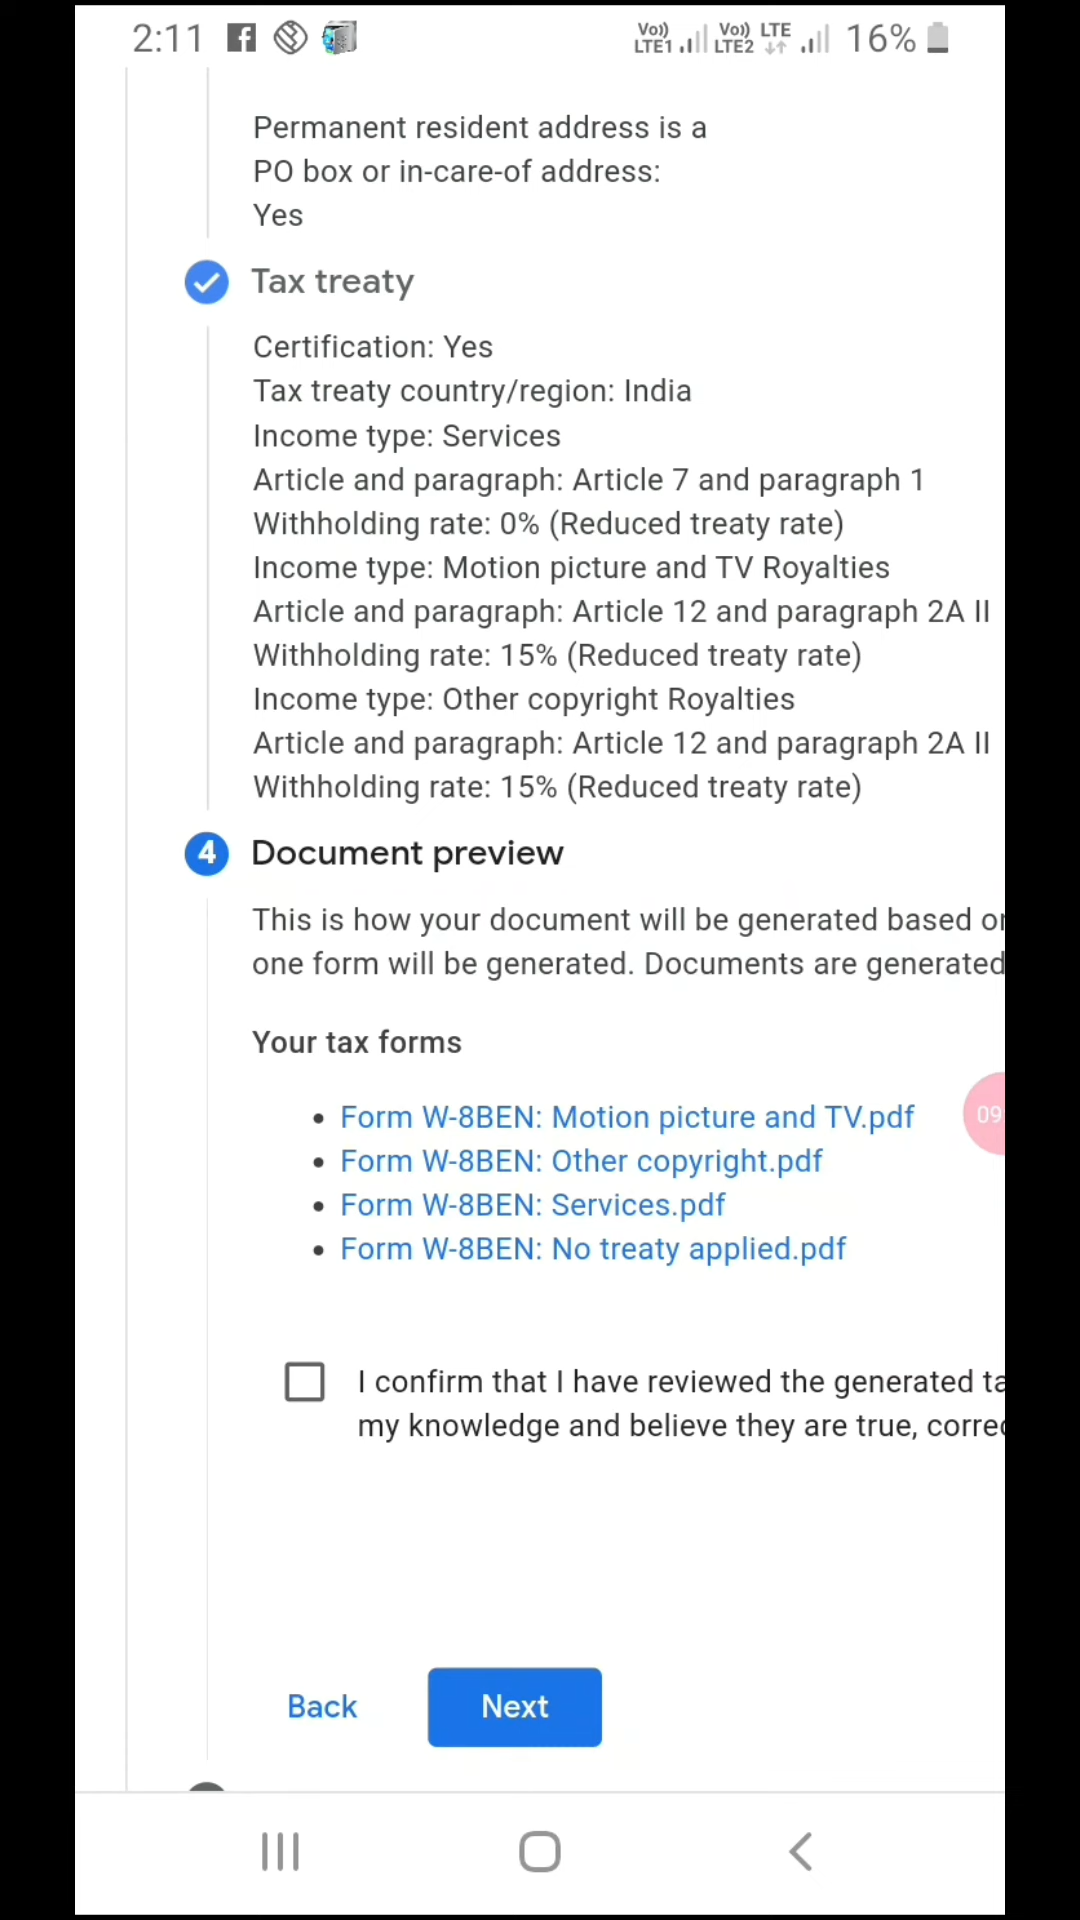 2:11
Vo)) LTE1 Vo)) LTE2 LTE 16%
Permanent resident address is a
PO box or in-care-of address:
Yes
Tax treaty
Certification: Yes
Tax treaty country/region: India
Income type: Services
Article and paragraph: Article 7 and paragraph 1
Withholding rate: 0% (Reduced treaty rate)
Income type: Motion picture and TV Royalties
Article and paragraph: Article 12 and paragraph 2A II
Withholding rate: 15% (Reduced treaty rate)
Income type: Other copyright Royalties
Article and paragraph: Article 12 and paragraph 2A II
Withholding rate: 15% (Reduced treaty rate)
4 Document preview
This is how your document will be generated based or
one form will be generated. Documents are generated
Your tax forms
• Form W-8BEN: Motion picture and TV.pdf
09
• Form W-8BEN: Other copyright.pdf
• Form W-8BEN: Services.pdf
• Form W-8BEN: No treaty applied.pdf
I confirm that I have reviewed the generated ta
my knowledge and believe they are true, correc
Back Next